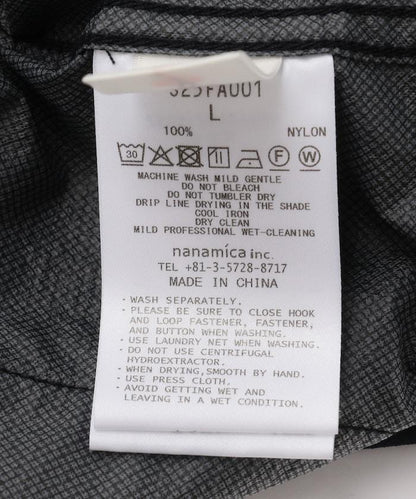 S25FA001
L
100% NYLON
30 F W
MACHINE WASH MILD GENTLE
DO NOT BLEACH
DO NOT TUMBLER DRY
DRIP LINE DRYING IN THE SHADE
COOL IRON
DRY CLEAN
MILD PROFESSIONAL WET-CLEANING
nanamica inc.
TEL +81-3-5728-8717
MADE IN CHINA
・WASH SEPARATELY.
・PLEASE BE SURE TO CLOSE HOOK
AND LOOP FASTENER, FASTENER,
AND BUTTON WHEN WASHING.
・USE LAUNDRY NET WHEN WASHING.
・DO NOT USE CENTRIFUGAL
HYDROEXTRACTOR.
・WHEN DRYING,SMOOTH BY HAND.
・USE PRESS CLOTH.
・AVOID GETTING WET AND
LEAVING IN A WET CONDITION.